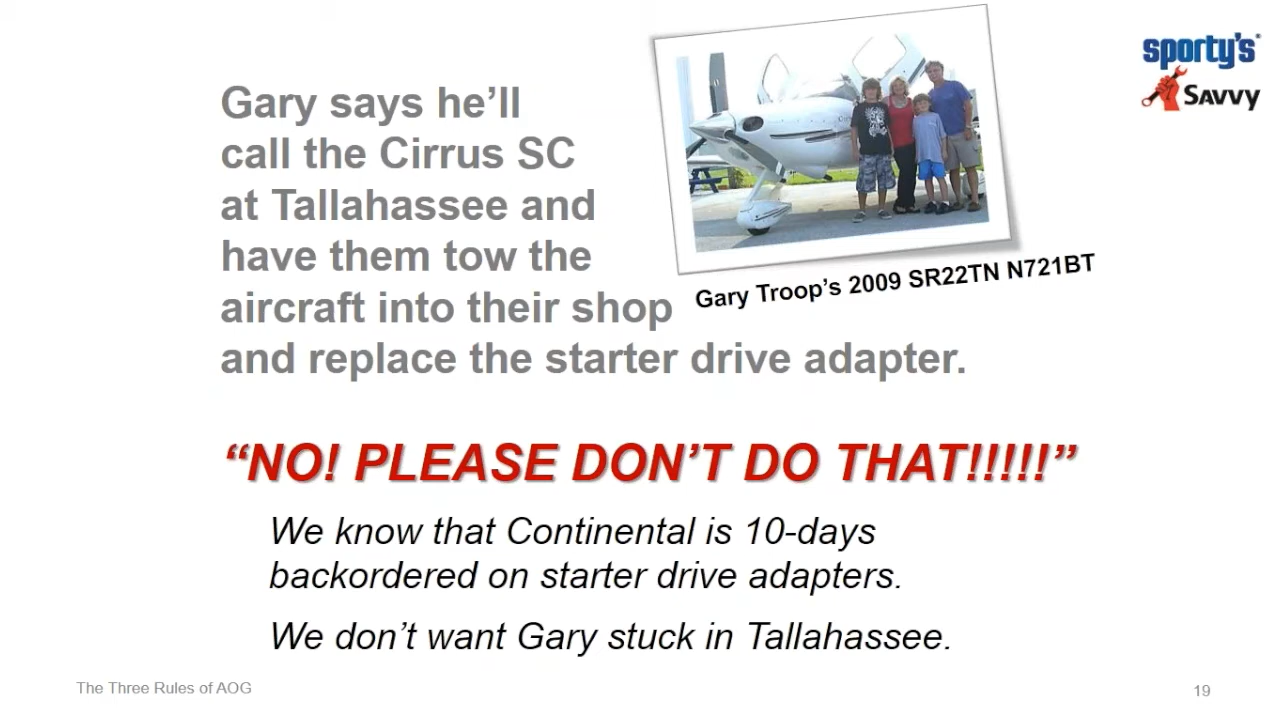 sporty's
SAVVY
Gary says he’ll
call the Cirrus SC
at Tallahassee and
have them tow the
aircraft into their shop
and replace the starter drive adapter.
Gary Troop’s 2009 SR22TN N721BT
“NO! PLEASE DON’T DO THAT!!!!!”
We know that Continental is 10-days
backordered on starter drive adapters.
We don’t want Gary stuck in Tallahassee.
The Three Rules of AOG
19